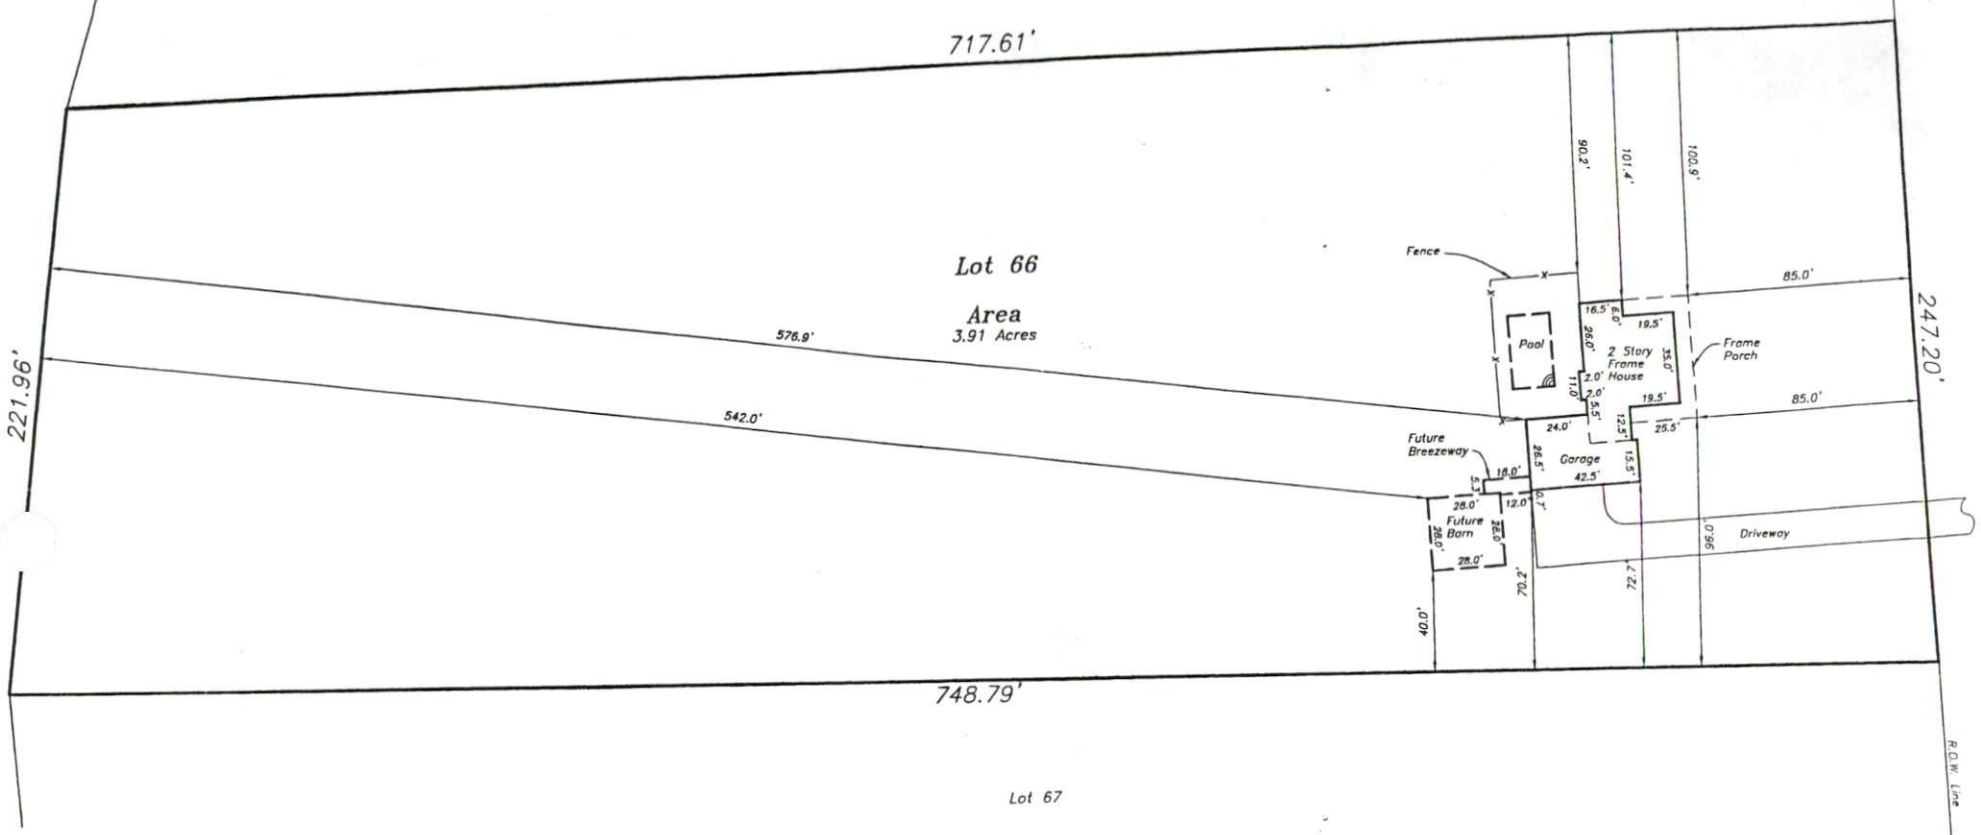 717.61'
90.2'
101.4'
100.9'
Fence
Lot 66
Area
3.91 Acres
85.0'
247.20'
221.96'
576.9'
542.0'
16.5'
6.0'
19.5'
26.0'
2 Story
Frame
House
35.0'
Frame
Porch
Pool
2.0'
11.0'
2.0'
5.5'
19.5'
12.5'
25.5'
85.0'
24.0'
Future
Breezeway
26.5'
Garage
42.5'
15.5'
18.0'
5.3'
28.0'
12.0'
0.7'
Future
Barn
28.0'
28.0'
28.0'
Driveway
96.0'
70.2'
72.7'
40.0'
748.79'
Lot 67
R.O.W. Line